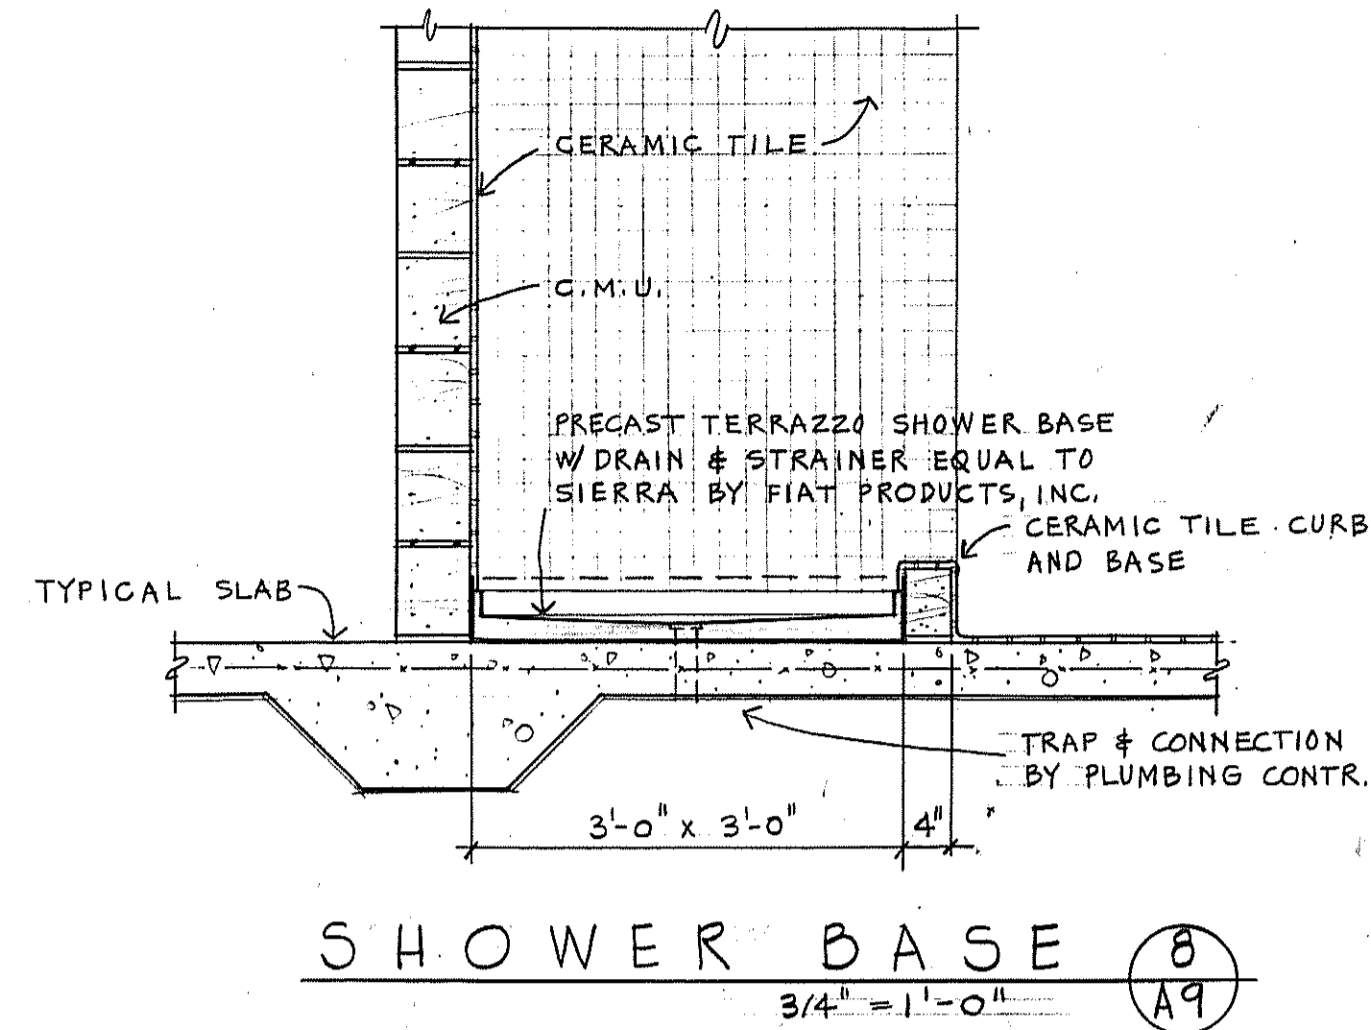 CERAMIC TILE
C.M.U.
PRECAST TERRAZZO SHOWER BASE
W/ DRAIN & STRAINER EQUAL TO
SIERRA BY FIAT PRODUCTS, INC.
CERAMIC TILE CURB
AND BASE
TYPICAL SLAB
TRAP & CONNECTION
BY PLUMBING CONTR.
3'-0" x 3'-0"
4"
SHOWER BASE
8
A9
3/4" = 1'-0"